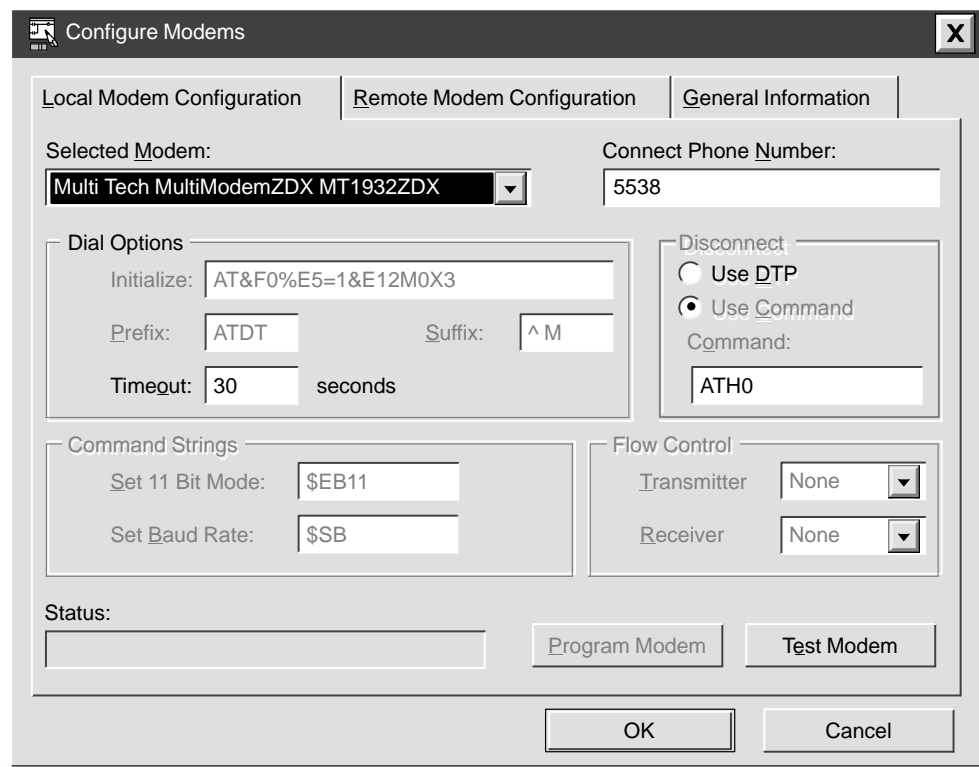 Configure Modems
X
Local Modem Configuration
Remote Modem Configuration
General Information
Selected Modem:
Connect Phone Number:
Multi Tech MultiModemZDX MT1932ZDX
5538
Dial Options
Initialize: AT&F0%E5=1&E12M0X3
Prefix: ATDT
Suffix: ^ M
Timeout: 30 seconds
Disconnect
Use DTP
Use Command
Command:
ATH0
Command Strings
Set 11 Bit Mode: $EB11
Set Baud Rate: $SB
Flow Control
Transmitter None
Receiver None
Status:
Program Modem
Test Modem
OK
Cancel